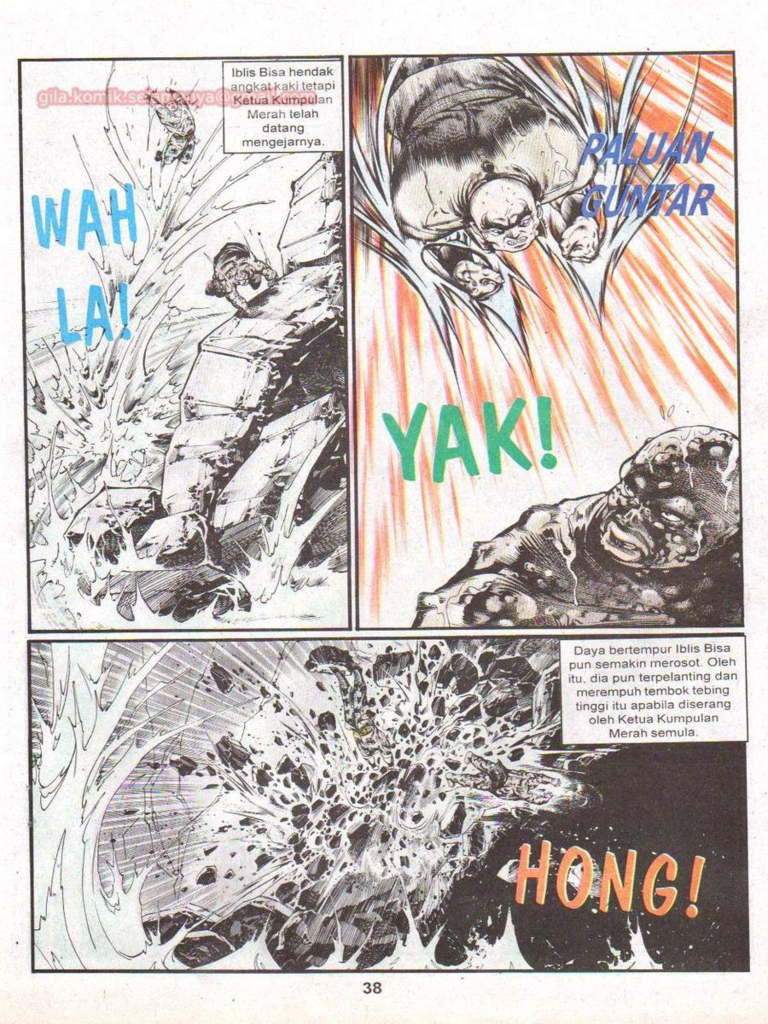 Iblis Bisa hendak
angkat kaki tetapi
Ketua Kumpulan
Merah telah
datang
mengejarnya.
WAH
LA!
PALUAN
GUNTAR
YAK!
Daya bertempur Iblis Bisa
pun semakin merosot. Oleh
itu, dia pun terpelanting dan
merempuh tembok tebing
tinggi itu apabila diserang
oleh Ketua Kumpulan
Merah semula.
HONG!
38